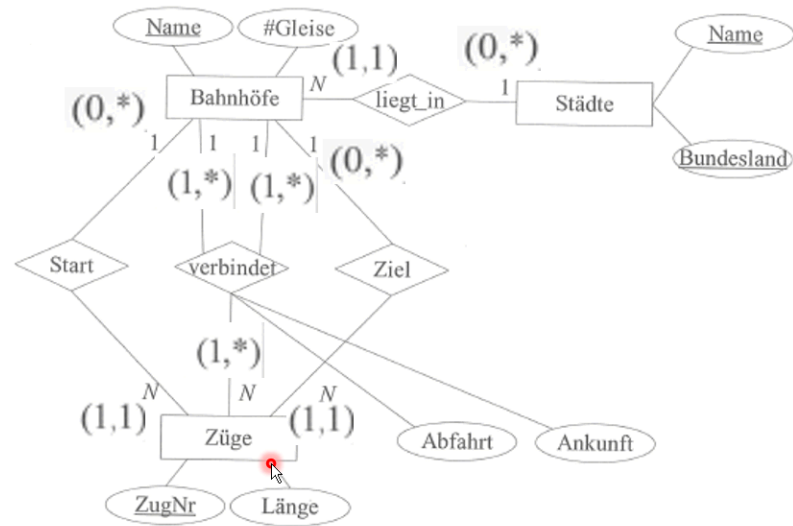 Name
#Gleise
Name
(1,1)
(0,*)
N
1
Bahnhöfe
liegt_in
Städte
(0,*)
1
1
1
1
(0,*)
Bundesland
(1,*)
(1,*)
Start
verbindet
Ziel
(1,*)
N
N
N
(1,1)
(1,1)
Züge
Abfahrt
Ankunft
ZugNr
Länge